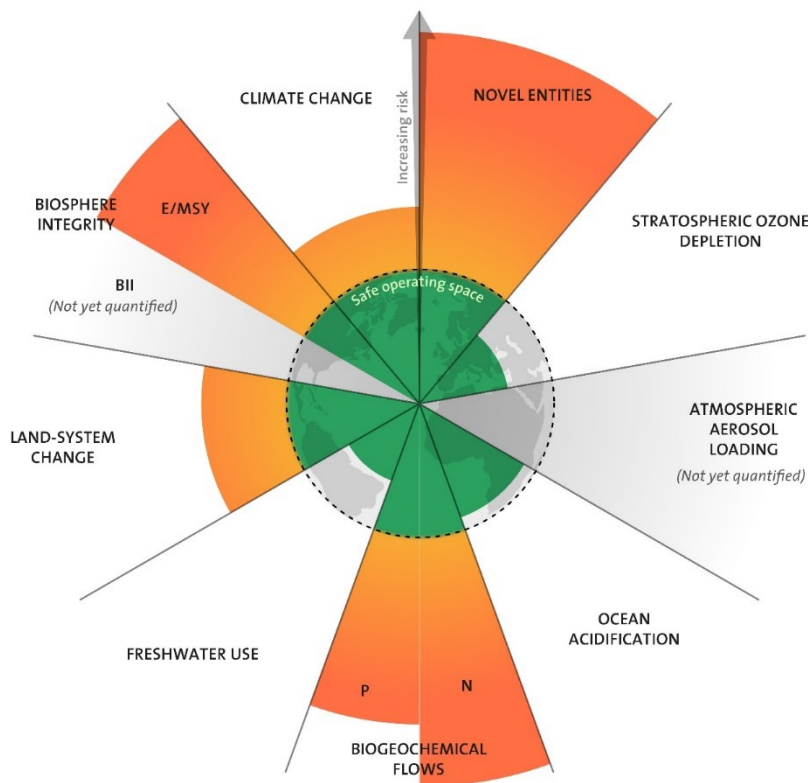 CLIMATE CHANGE
Increasing risk
NOVEL ENTITIES
BIOSPHERE
INTEGRITY
E/MSY
STRATOSPHERIC OZONE
DEPLETION
BII
(Not yet quantified)
Safe operating space
LAND-SYSTEM
CHANGE
ATMOSPHERIC
AEROSOL
LOADING
(Not yet quantified)
FRESHWATER USE
OCEAN
ACIDIFICATION
P
N
BIOGEOCHEMICAL
FLOWS